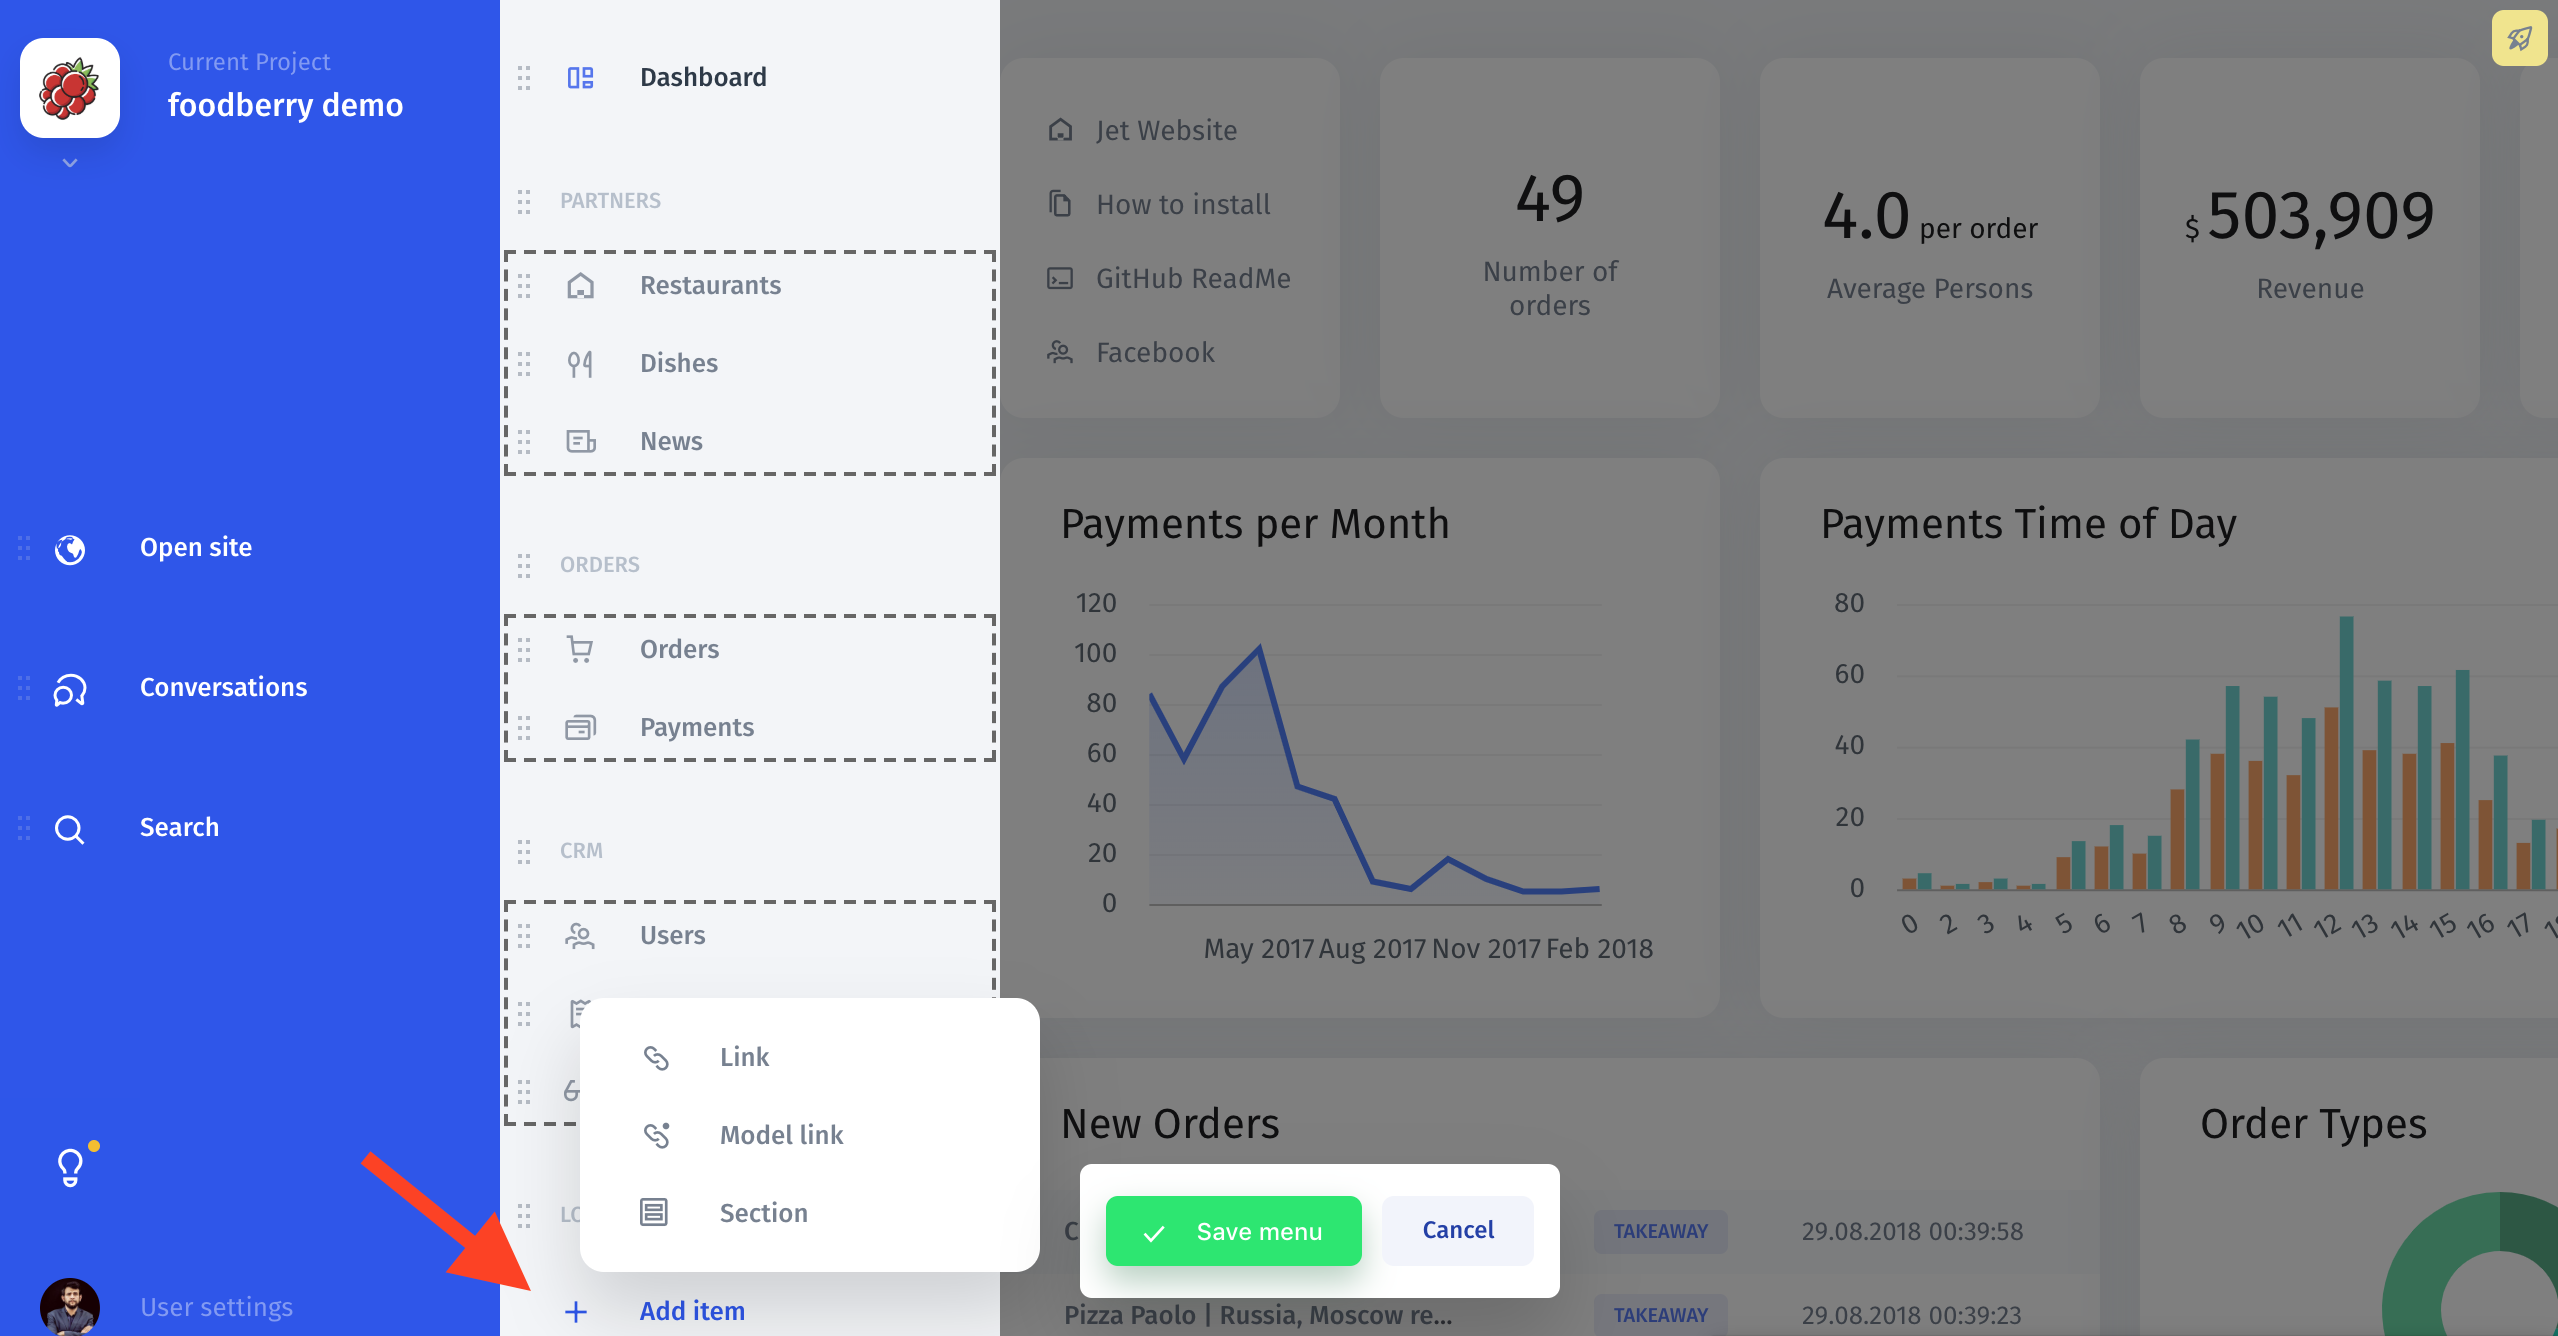 Current Project
foodberry demo
Open site
Conversations
Search
User settings
Dashboard
PARTNERS
Restaurants
Dishes
News
ORDERS
Orders
Payments
CRM
Users
Link
Model link
Section
Add item
Jet Website
How to install
GitHub ReadMe
Facebook
49
Number of
orders
4.0 per order
Average Persons
$ 503,909
Revenue
Payments per Month
120
100
80
60
40
20
0
May 2017 Aug 2017 Nov 2017 Feb 2018
Payments Time of Day
80
60
40
20
0
0 2 3 4 5 6 7 8 9 10 11 12 13 14 15 16 17
New Orders
Save menu
Cancel
TAKEAWAY
29.08.2018 00:39:58
Pizza Paolo | Russia, Moscow re...
TAKEAWAY
29.08.2018 00:39:23
Order Types